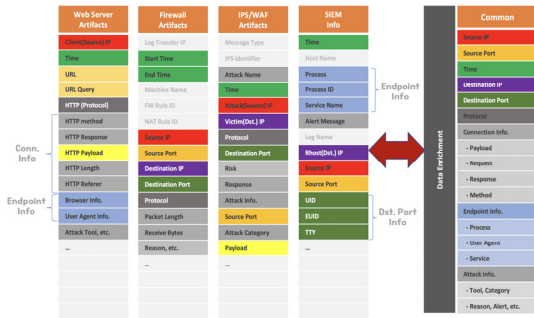 Web Server
Artifacts
Client(Source) IP
Time
URL
URL Query
HTTP (Protocol)
HTTP method
HTTP Response
HTTP Payload
HTTP Length
HTTP Referer
Browser Info.
User Agent Info.
Attack Tool, etc.
...
Conn.
Info
Endpoint
Info
Firewall
Artifacts
Log Transfer IP
Start Time
End Time
Machine Name
FW Rule ID
NAT Rule ID
Source IP
Source Port
Destination IP
Destination Port
Protocol
Packet Length
Receive Bytes
Reason, etc.
...
IPS/WAF
Artifacts
Message Type
IPS Identifier
Attack Name
Time
Attack(Source) IP
Victim(Dst.) IP
Protocol
Destination Port
Risk
Response
Attack Info.
Source Port
Attack Category
Payload
...
SIEM
Info
Time
Host Name
Process
Process ID
Service Name
Alert Message
Log Name
Rhost(Dst.) IP
Source IP
Source Port
UID
EUID
TTY
...
Endpoint
Info
Dst. Port
Info
Data Enrichment
Common
Source IP
Source Port
Time
Destination IP
Destination Port
Protocol
Connection Info.
- Payload
- Request
- Response
- Method
Endpoint Info.
- Process
- User Agent
- Service
Attack Info.
- Tool, Category
- Reason, Alert, etc.